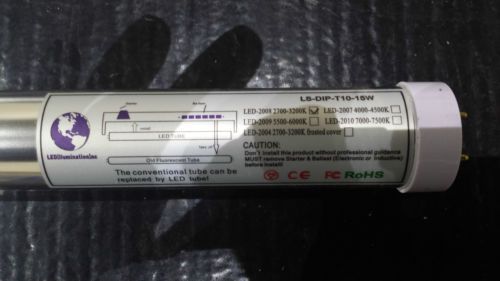 LS-DIP-T10-15W
LED-2008 2700-3200K LED-2007 4000-4500K
LED-2009 5500-6000K LED-2010 7000-7500K
LED-2004 2700-3200K frosted cover
LED TUBE
Old Fluorescent Tube
LEDIluminationInc
The conventional tube can be
replaced by LED tube!
CAUTION:
Don't install this product without professional guidance
MUST remove Starter & Ballast (Electronic or Inductive)
before install!
CE FC RoHS